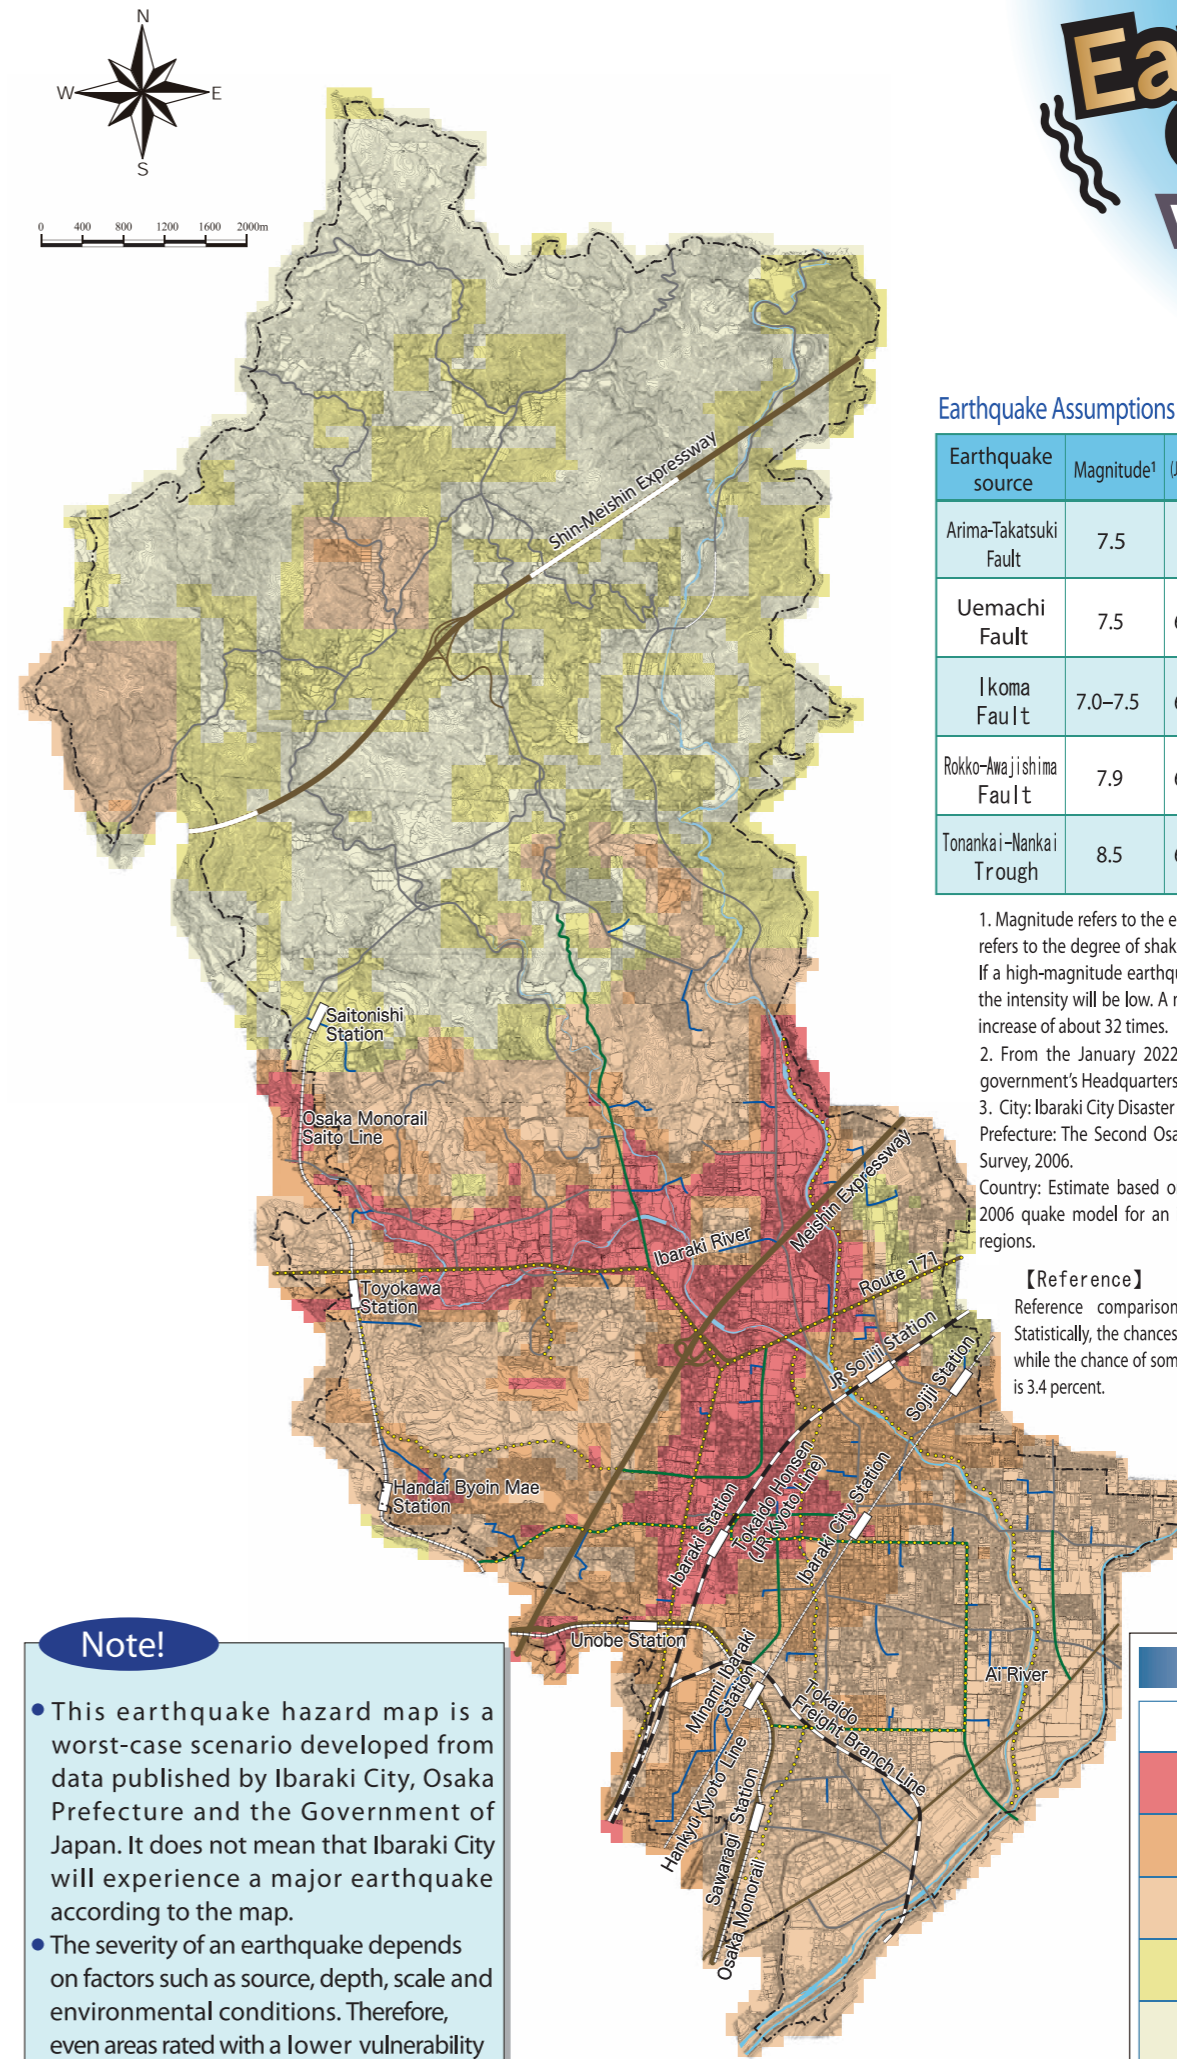 N
W
E
S
0 400 800 1200 1600 2000m
Ea
Shin-Meishin Expressway
Earthquake Assumptions
Earthquake source
Magnitude¹
(J
Arima-Takatsuki Fault
7.5
Uemachi Fault
7.5
6
Ikoma Fault
7.0–7.5
6
Rokko-Awajishima Fault
7.9
6
Tonankai-Nankai Trough
8.5
6
1. Magnitude refers to the e
refers to the degree of shak
If a high-magnitude earthqu
the intensity will be low. A m
increase of about 32 times.
2. From the January 2022
government's Headquarters
3. City: Ibaraki City Disaster
Prefecture: The Second Osa
Survey, 2006.
Country: Estimate based o
2006 quake model for an
regions.
【Reference】
Reference comparison
Statistically, the chances
while the chance of som
is 3.4 percent.
Saitonishi
Station
Osaka Monorail
Saito Line
Meishin Expressway
Ibaraki River
Route 171
Toyokawa
Station
JR Sojiji Station
Sojiji Station
Handai Byoin Mae
Station
Ibaraki Station
Tokaido Honsen
(JR Kyoto Line)
Ibaraki City Station
Unobe Station
Minami Ibaraki
Station
Ai River
Tokaido
Freight Branch Line
Hankyu Kyoto Line
Sawaragi Station
Osaka Monorail
Note!
● This earthquake hazard map is a
worst-case scenario developed from
data published by Ibaraki City, Osaka
Prefecture and the Government of
Japan. It does not mean that Ibaraki City
will experience a major earthquake
according to the map.
● The severity of an earthquake depends
on factors such as source, depth, scale and
environmental conditions. Therefore,
even areas rated with a lower vulnerability